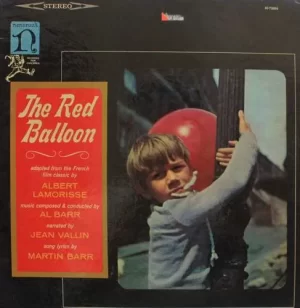 STEREO
nonesuch
The Red
Balloon
adapted from the French
film classic by
ALBERT
LAMORISSE
music composed & conducted by
AL BARR
narrated by
JEAN VALLIN
song lyrics by
MARTIN BARR